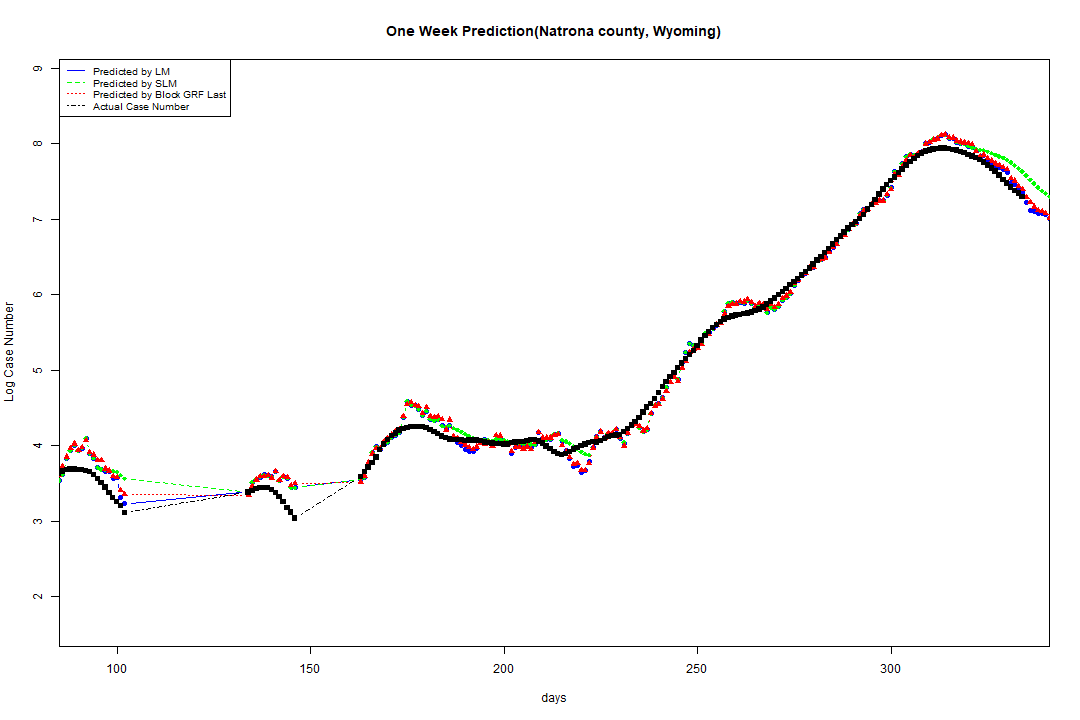 One Week Prediction(Natrona county, Wyoming)
Predicted by LM
Predicted by SLM
Predicted by Block GRF Last
Actual Case Number
9
8
7
6
5
4
3
2
Log Case Number
100 150 200 250 300
days